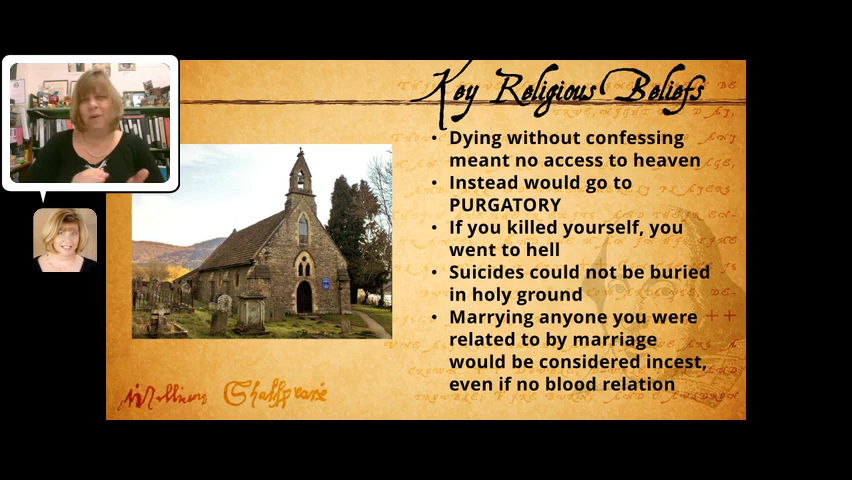 Key Religious Beliefs
• Dying without confessing
meant no access to heaven
• Instead would go to
PURGATORY
• If you killed yourself, you
went to hell
• Suicides could not be buried
in holy ground
• Marrying anyone you were
related to by marriage
would be considered incest,
even if no blood relation